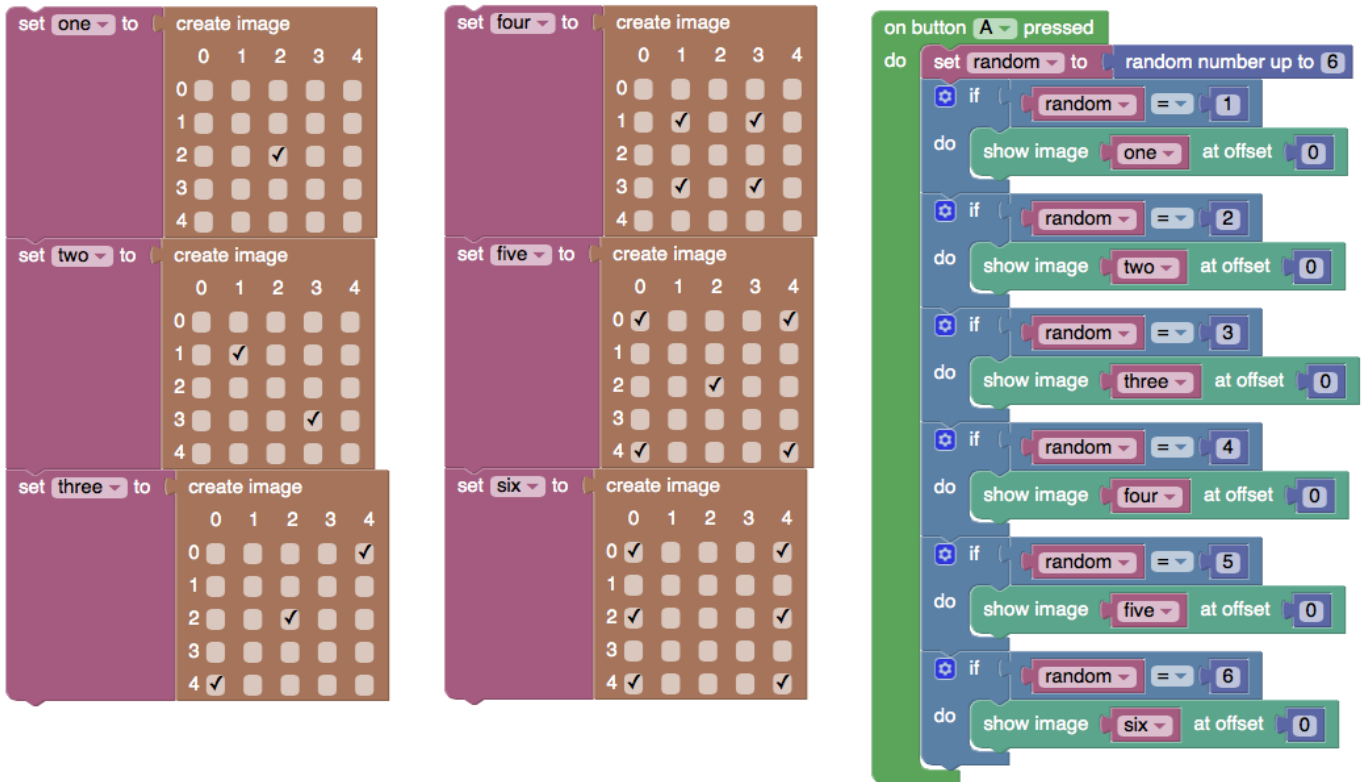 set one to create image
0 1 2 3 4
0
1
2
3
4
set two to create image
0 1 2 3 4
0
1
2
3
4
set three to create image
0 1 2 3 4
0
1
2
3
4
set four to create image
0 1 2 3 4
0
1
2
3
4
set five to create image
0 1 2 3 4
0
1
2
3
4
set six to create image
0 1 2 3 4
0
1
2
3
4
on button A pressed
do set random to random number up to 6
if random = 1
do show image one at offset 0
if random = 2
do show image two at offset 0
if random = 3
do show image three at offset 0
if random = 4
do show image four at offset 0
if random = 5
do show image five at offset 0
if random = 6
do show image six at offset 0